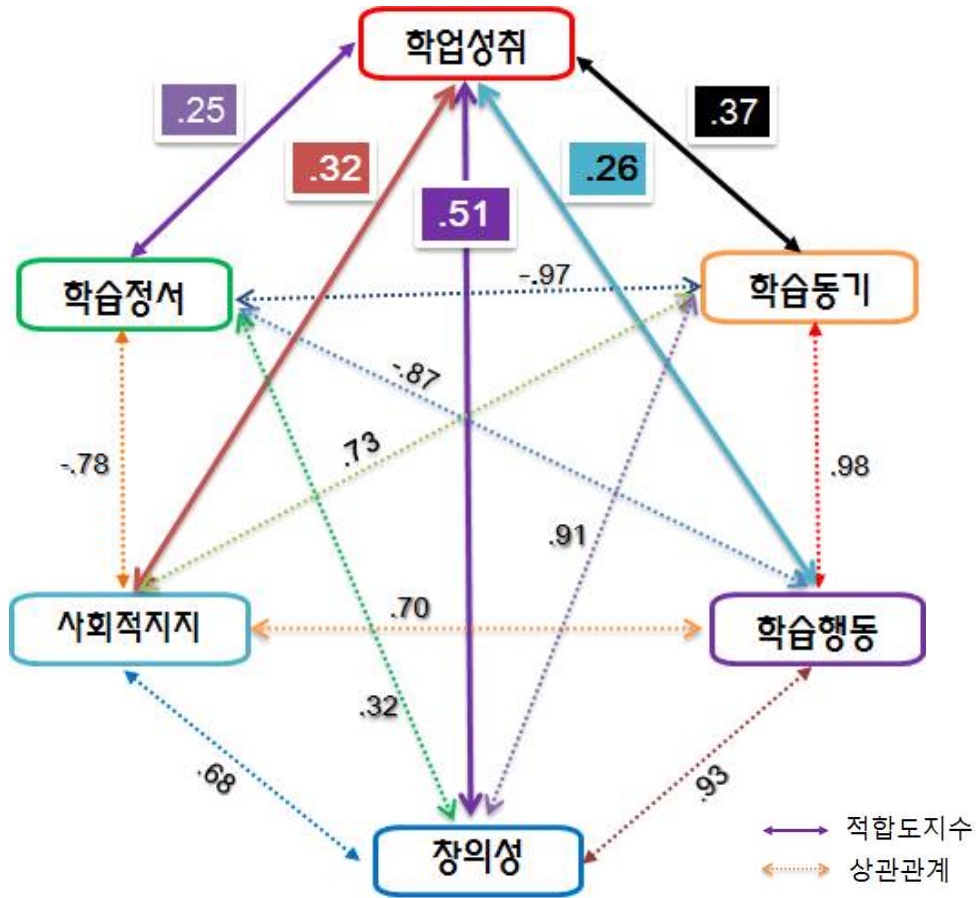 학업성취
.25
.37
.32
.26
.51
학습정서
-.97
학습동기
-.87
.73
-.78
.98
.91
사회적지지
.70
학습행동
.32
.68
.93
창의성
적합도지수
상관관계